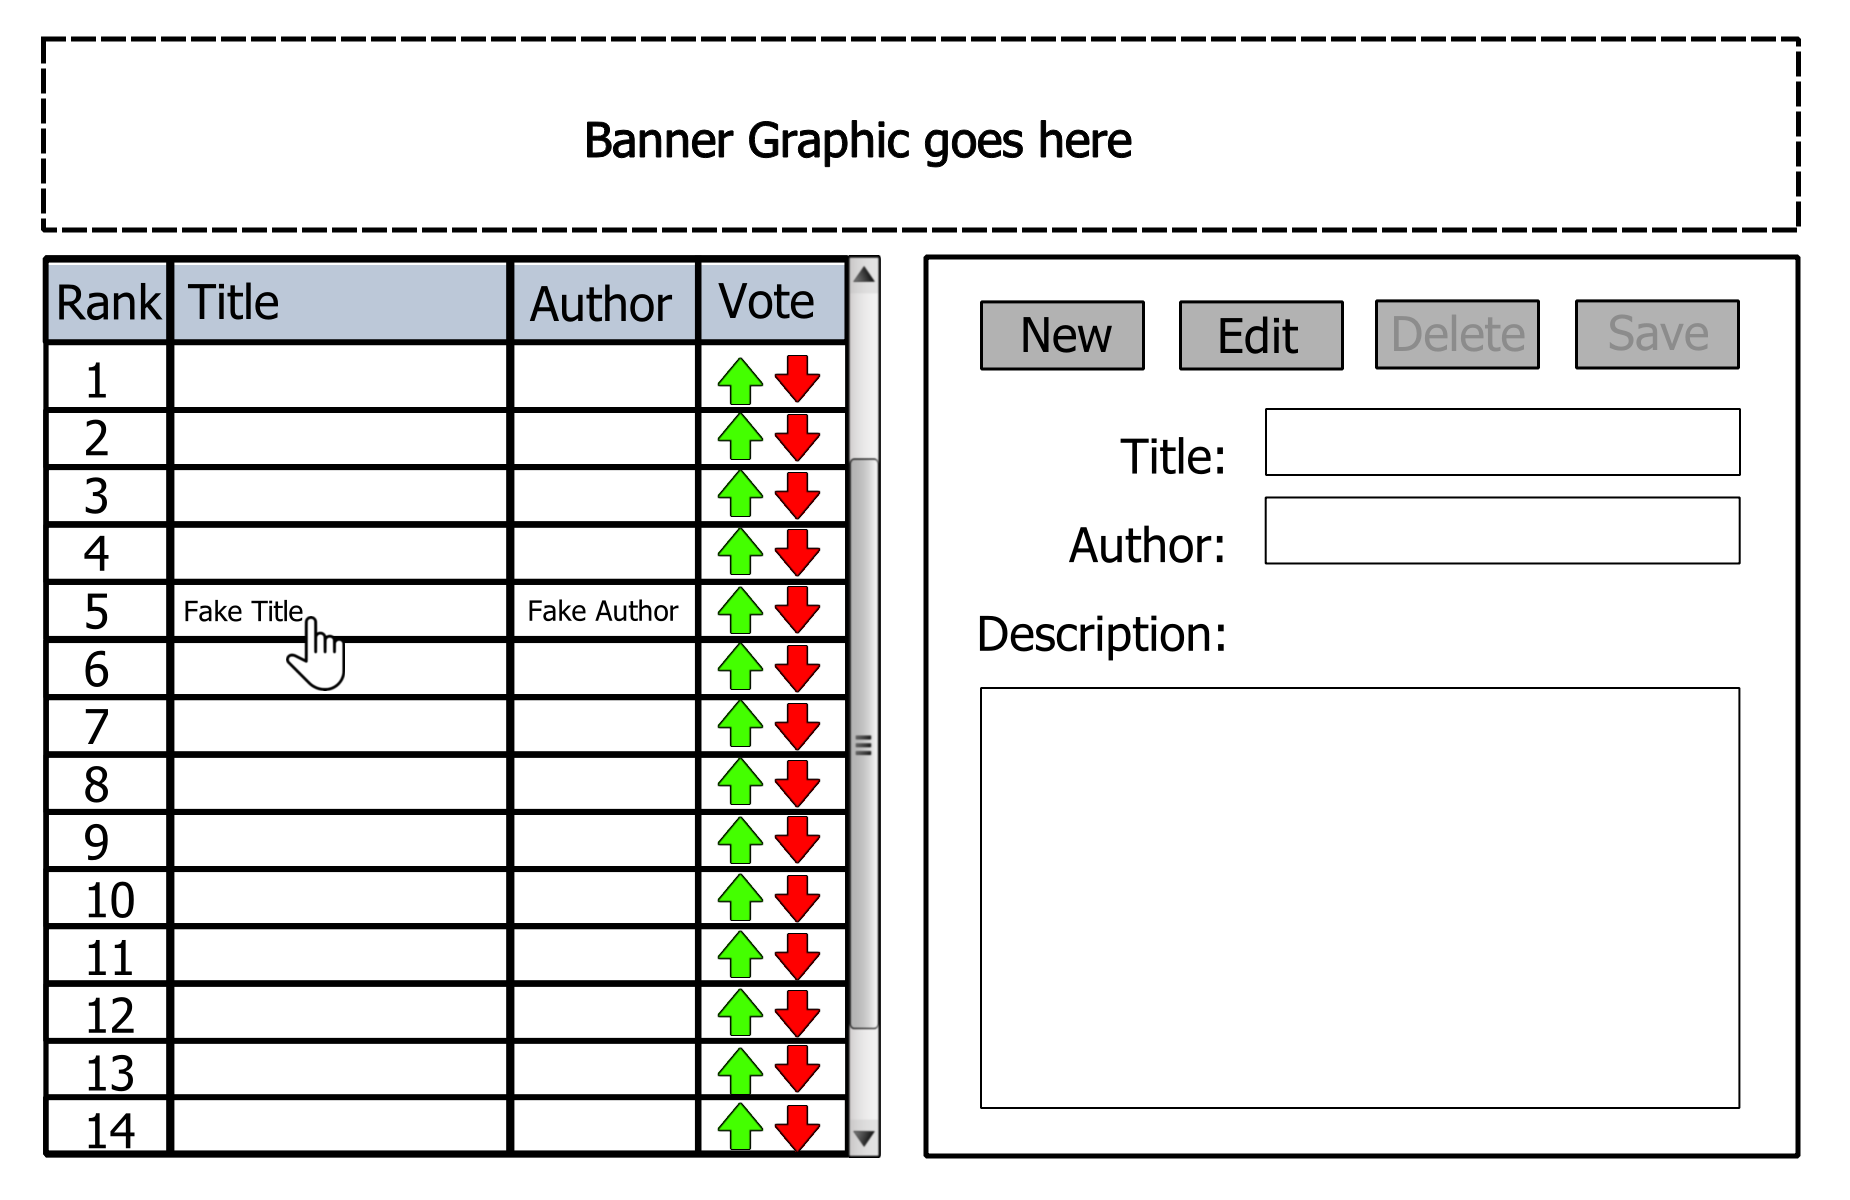 Banner Graphic goes here
Rank Title Author Vote
1
2
3
4
5 Fake Title Fake Author
6
7
8
9
10
11
12
13
14
New Edit Delete Save
Title:
Author:
Description: